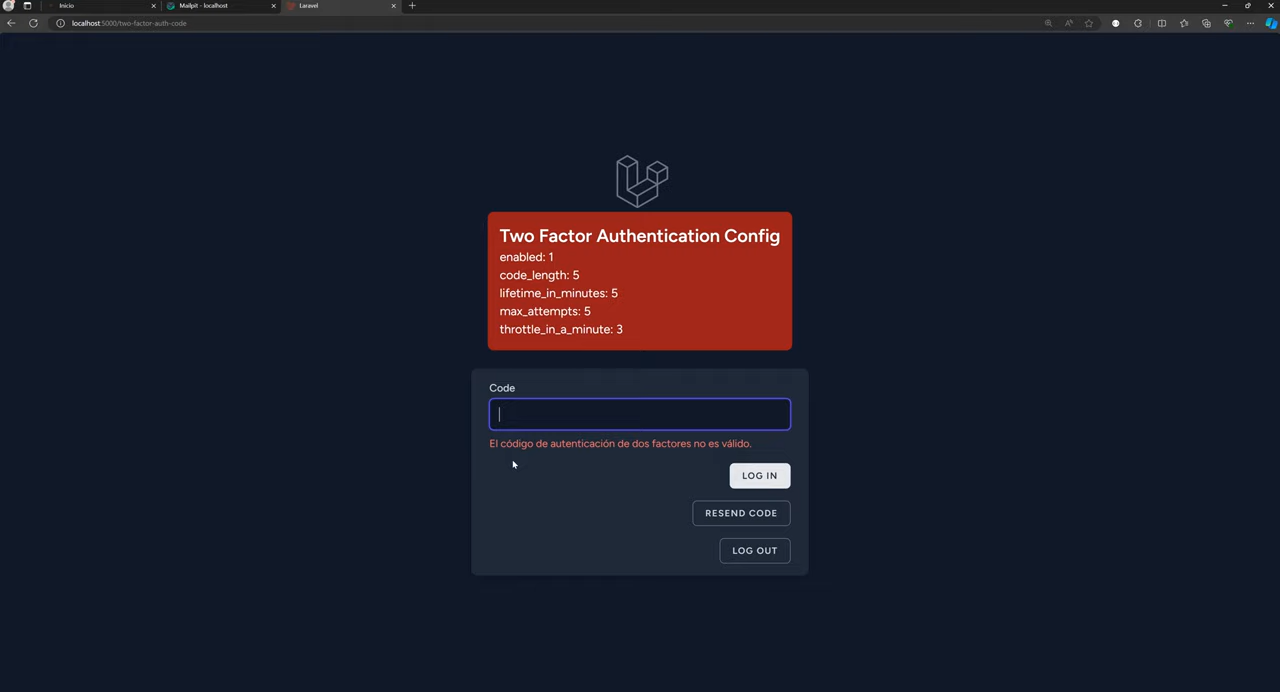 Inicio
Mailpit - localhost
Laravel
localhost:5000/two-factor-auth-code
Two Factor Authentication Config
enabled: 1
code_length: 5
lifetime_in_minutes: 5
max_attempts: 5
throttle_in_a_minute: 3
Code
El código de autenticación de dos factores no es válido.
LOG IN
RESEND CODE
LOG OUT